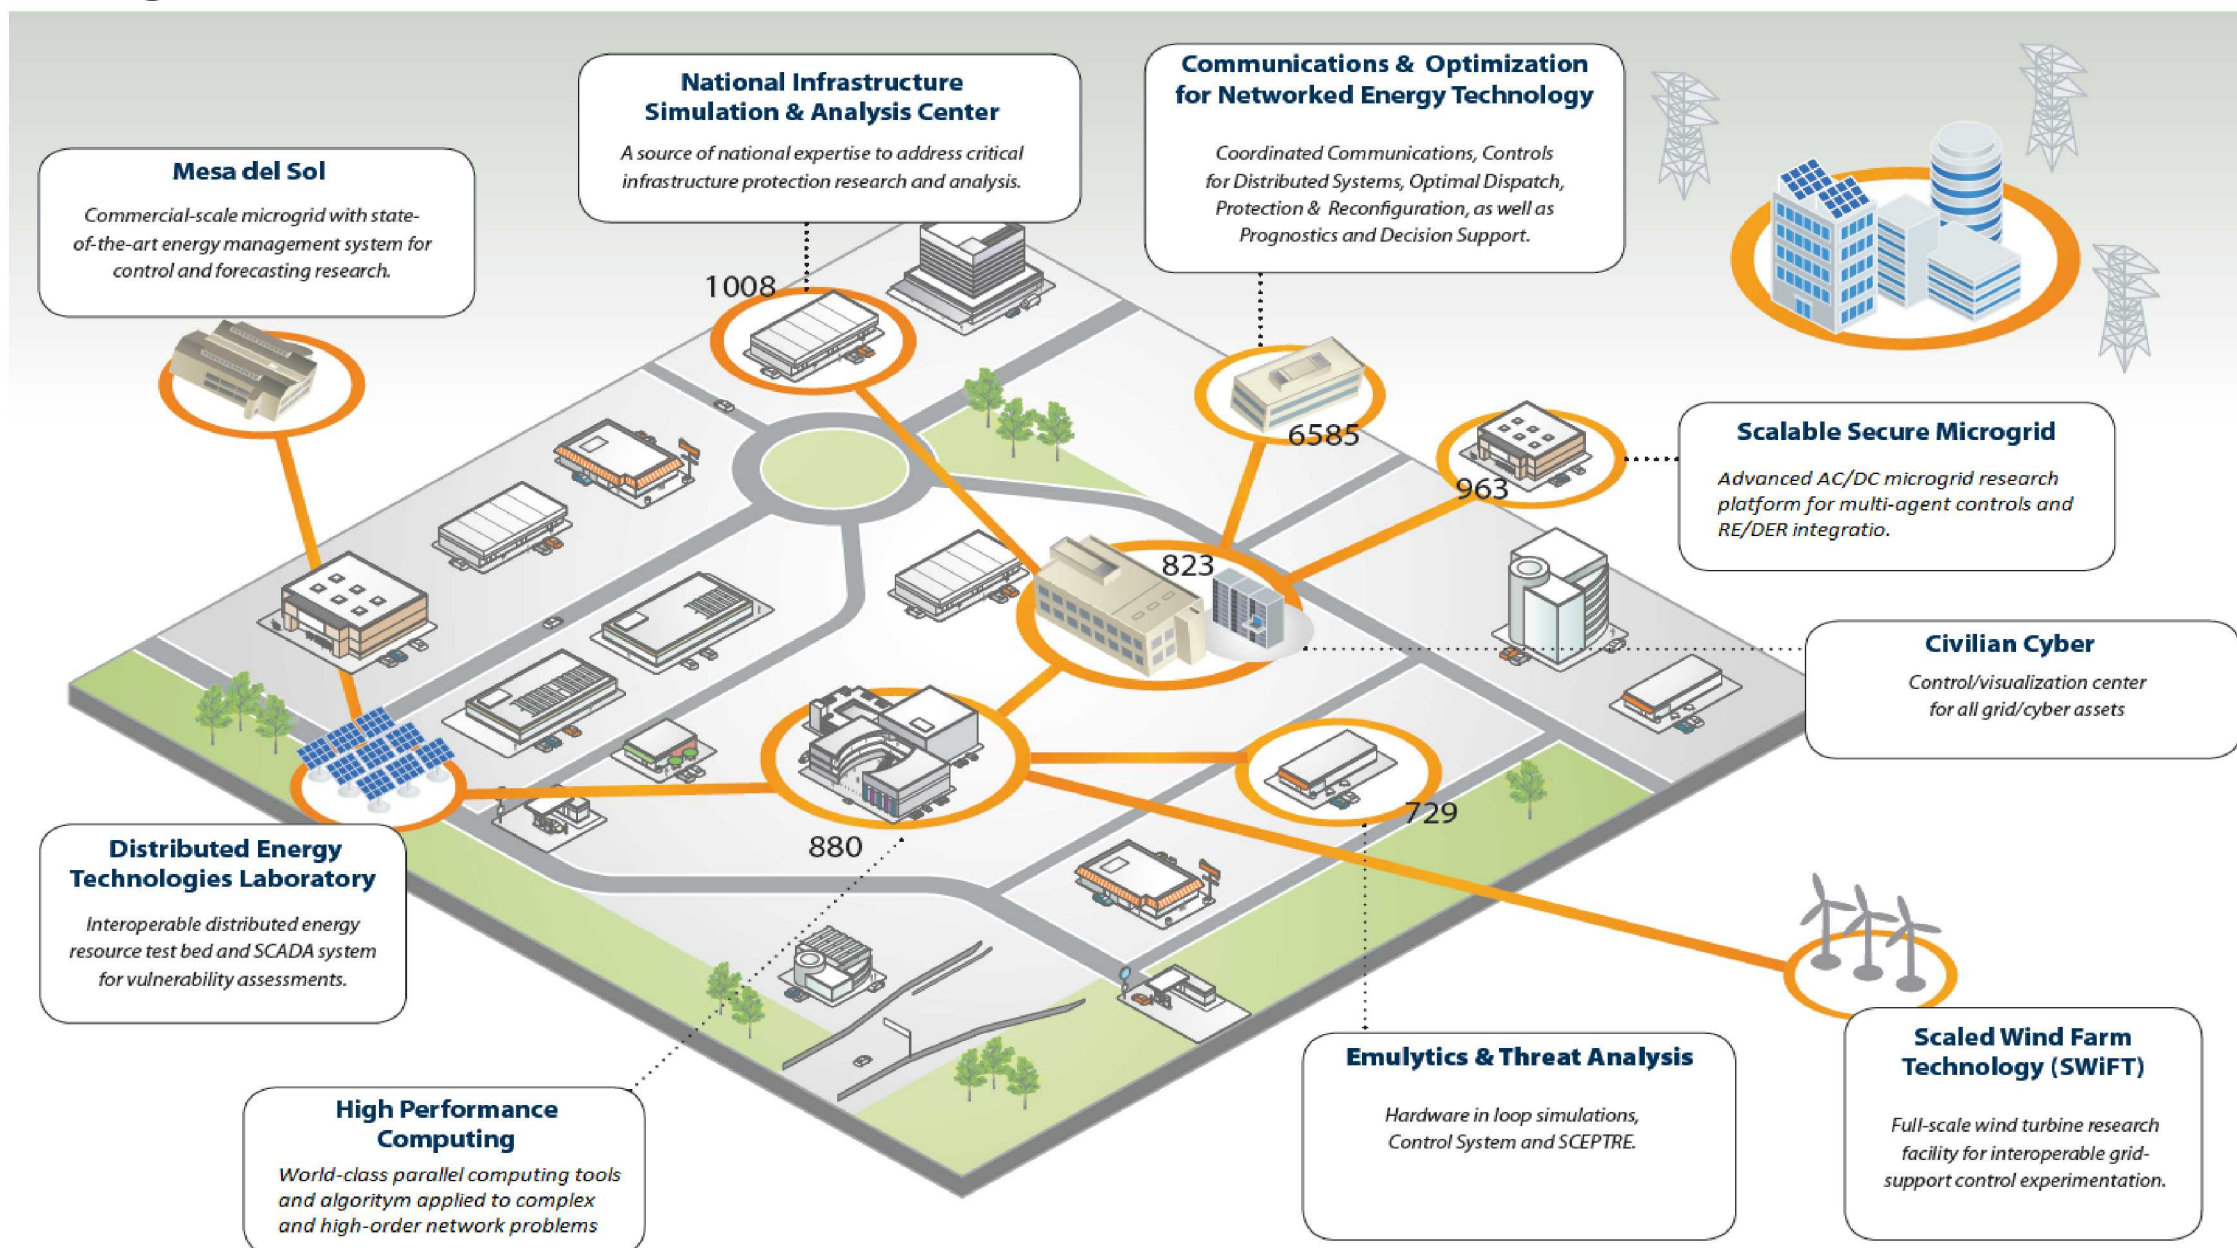 National Infrastructure
Simulation & Analysis Center
A source of national expertise to address critical
infrastructure protection research and analysis.
Communications & Optimization
for Networked Energy Technology
Coordinated Communications, Controls
for Distributed Systems, Optimal Dispatch,
Protection & Reconfiguration, as well as
Prognostics and Decision Support.
Mesa del Sol
Commercial-scale microgrid with state-
of-the-art energy management system for
control and forecasting research.
1008
6585
963
Scalable Secure Microgrid
Advanced AC/DC microgrid research
platform for multi-agent controls and
RE/DER integratio.
823
Civilian Cyber
Control/visualization center
for all grid/cyber assets
729
880
Distributed Energy
Technologies Laboratory
Interoperable distributed energy
resource test bed and SCADA system
for vulnerability assessments.
High Performance
Computing
World-class parallel computing tools
and algoritym applied to complex
and high-order network problems
Emulytics & Threat Analysis
Hardware in loop simulations,
Control System and SCEPTRE.
Scaled Wind Farm
Technology (SWiFT)
Full-scale wind turbine research
facility for interoperable grid-
support control experimentation.